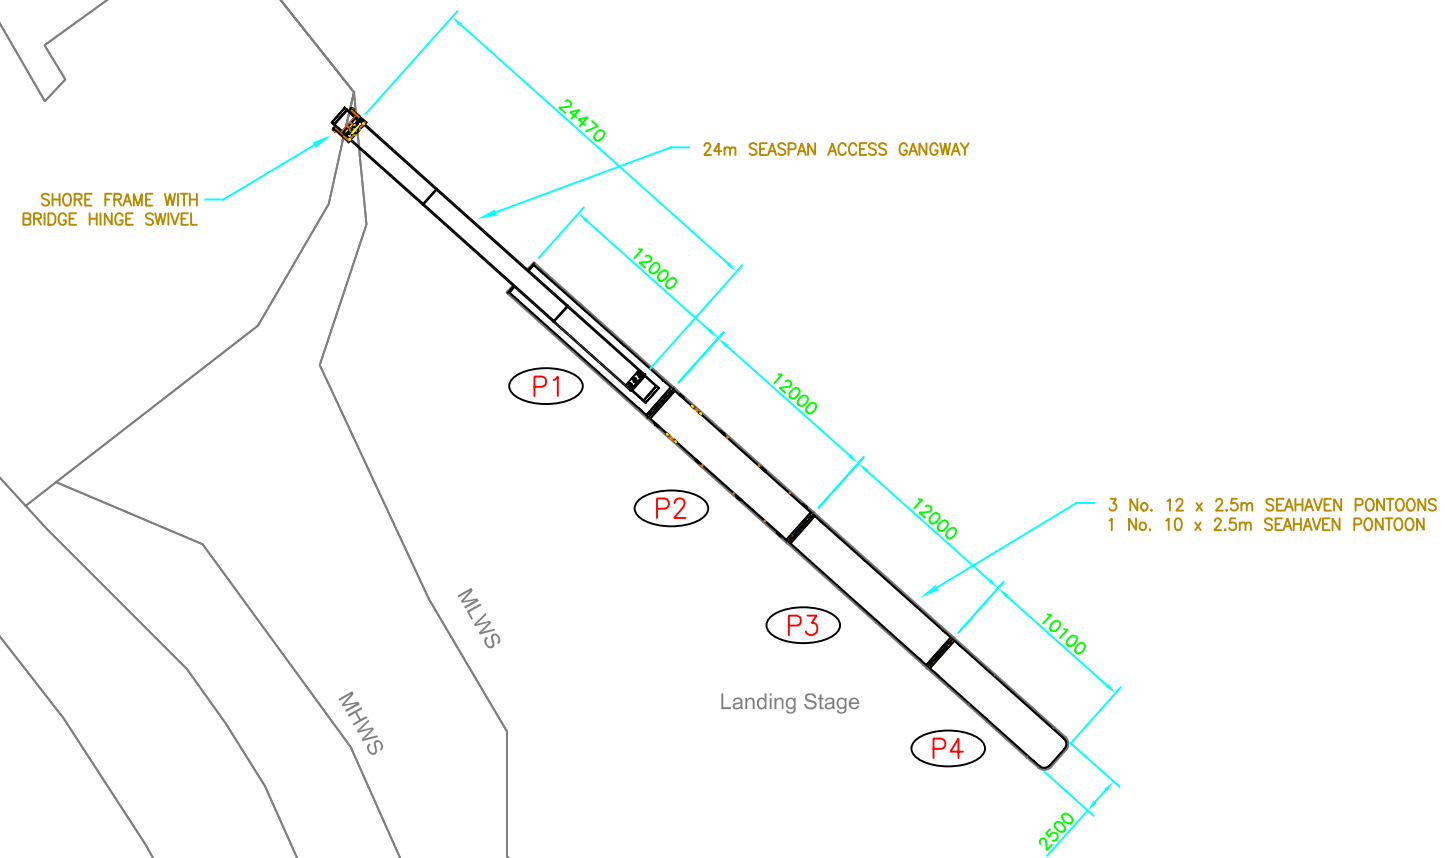 24470
24m SEASPAN ACCESS GANGWAY
SHORE FRAME WITH
BRIDGE HINGE SWIVEL
12000
P1
12000
P2
12000
3 No. 12 x 2.5m SEAHAVEN PONTOONS
1 No. 10 x 2.5m SEAHAVEN PONTOON
MLWS
P3
10100
Landing Stage
MHWS
P4
2500